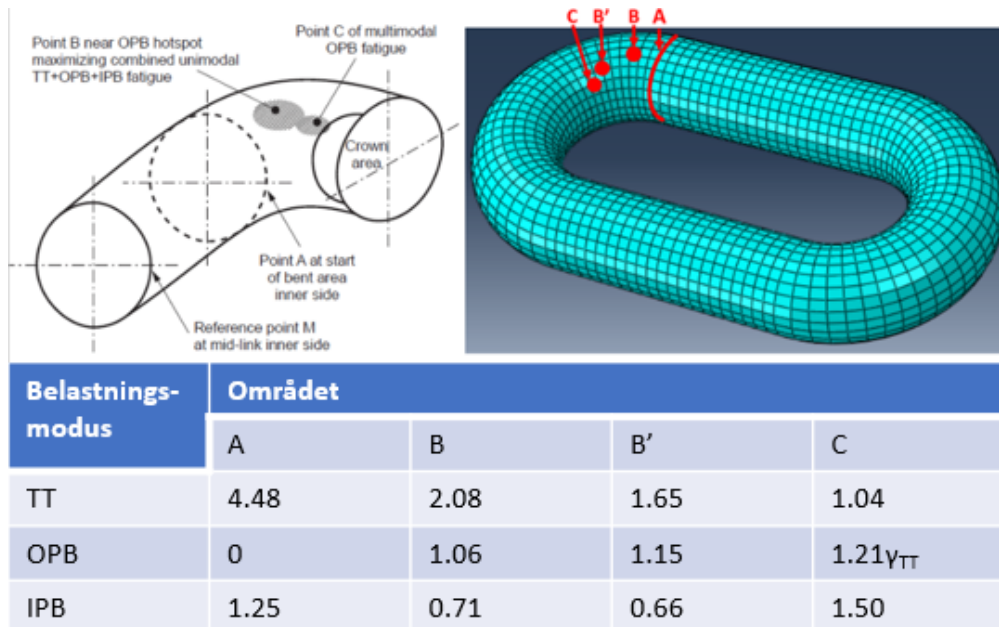 Point B near OPB hotspot
maximizing combined unimodal
TT+OPB+IPB fatigue
Point C of multimodal
OPB fatigue
Crown
area
Point A at start
of bent area
inner side
Reference point M
at mid-link inner side
C B’ B A
Belastnings-
modus
Området
A B B’ C
TT 4.48 2.08 1.65 1.04
OPB 0 1.06 1.15 1.21γTT
IPB 1.25 0.71 0.66 1.50